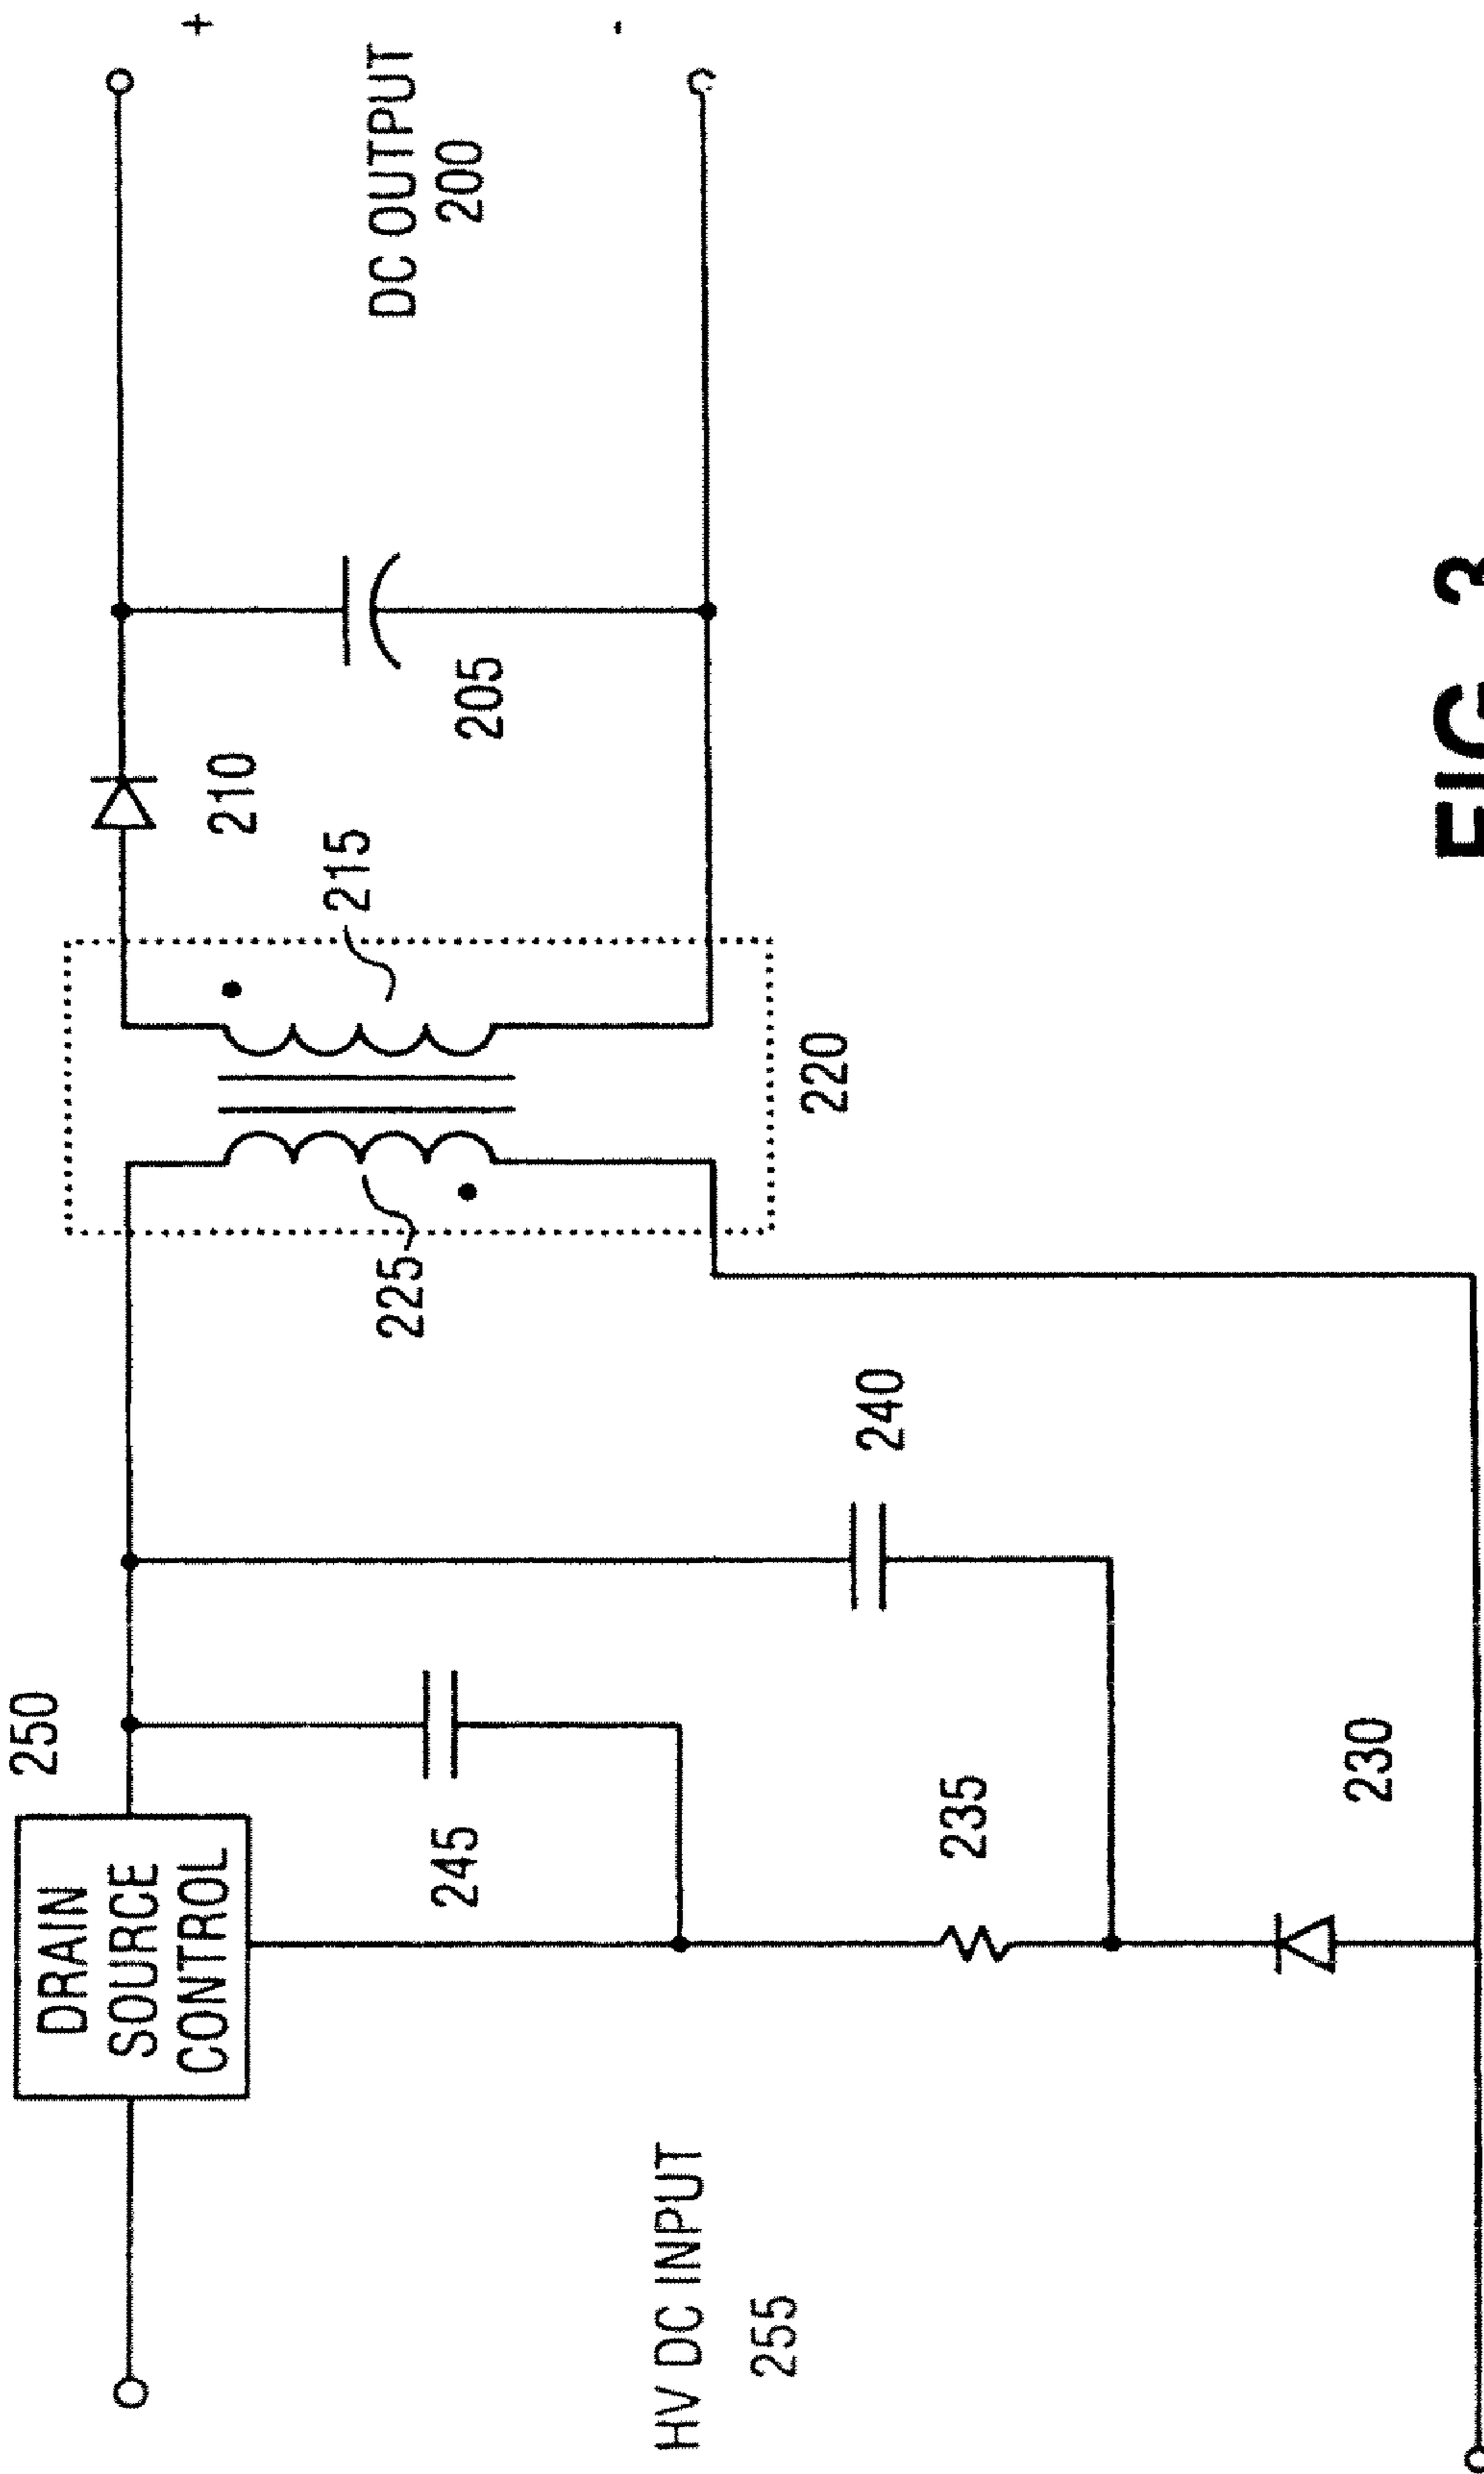 250
DRAIN
SOURCE
CONTROL
245
HV DC INPUT
255
235
240
230
225
220
215
210
205
DC OUTPUT
200
+
-
FIG. 3